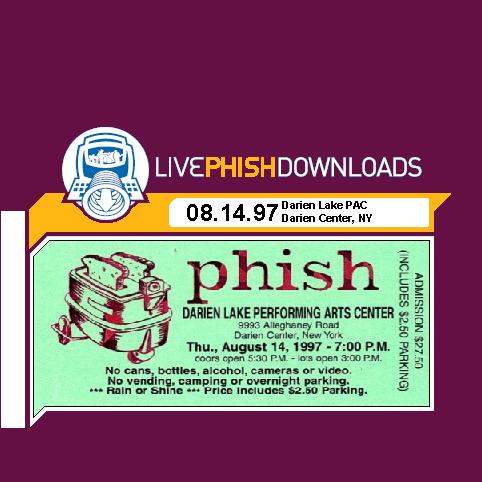 LIVEPHISHDOWNLOADS
08.14.97
Darien Lake PAC
Darien Center, NY
phish
DARIEN LAKE PERFORMING ARTS CENTER
9993 Alleghaney Road
Darien Center, New York
Thu., August 14, 1997 - 7:00 P.M.
doors open 5:30 P.M. - lots open 3:00 P.M.
No cans, bottles, alcohol, cameras or video.
No vending, camping or overnight parking.
*** Rain or Shine *** Price Includes $2.50 Parking.
ADMISSION $27.50
(INCLUDES $2.50 PARKING)